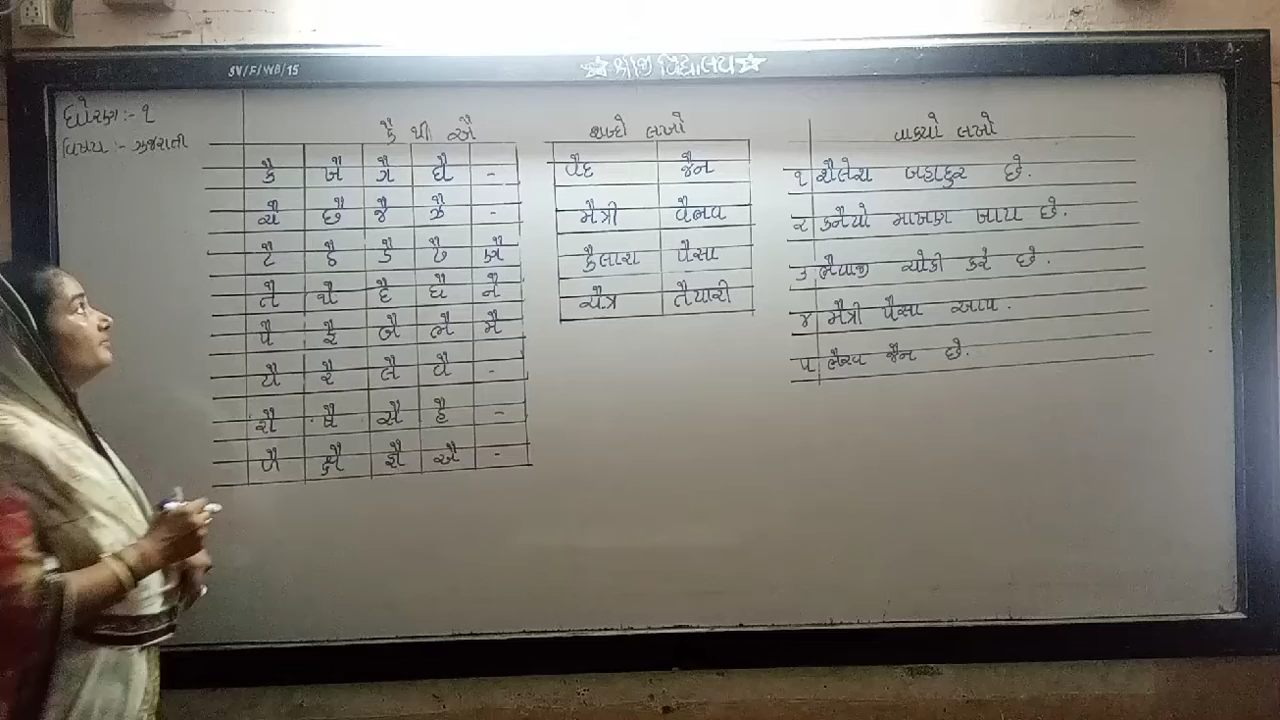 SV/F/WB/15
☆ શ્રીજી વિદ્યાલય ☆
ધોરણ :- ૧
વિષય :- ગુજરાતી
કૈ થી ઐ
કૈ ખૈ ગૈ ઘૈ -
ચૈ છૈ જૈ ઝૈ -
ટૈ ઠૈ ડૈ ઢૈ ણૈ
તૈ થૈ દૈ ધૈ નૈ
પૈ ફૈ બૈ ભૈ મૈ
યૈ રૈ લૈ વૈ -
શૈ ષૈ સૈ હૈ -
ળૈ ક્ષૈ જ્ઞૈ ઐ -
શબ્દો લખો
વૈદ જૈન
મૈત્રી વૈભવ
કૈલાશ પૈસા
ચૈત્ર તૈયારી
વાક્યો લખો
૧ શૈલેષ બહાદુર છે.
૨ કનૈયો માખણ ખાય છે.
૩ ભૈયાજી ચોકી કરે છે.
૪ મૈત્રી પૈસા આપ.
૫ ભૈરવ જૈન છે.